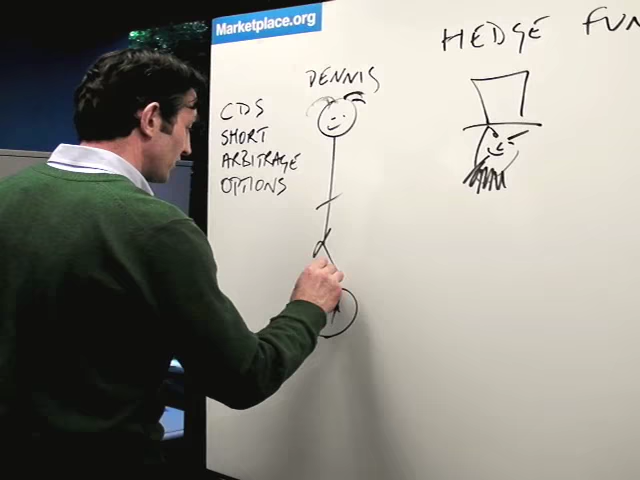 Marketplace.org
HEDGE FUN
DENNIS
CDS
SHORT
ARBITRAGE
OPTIONS